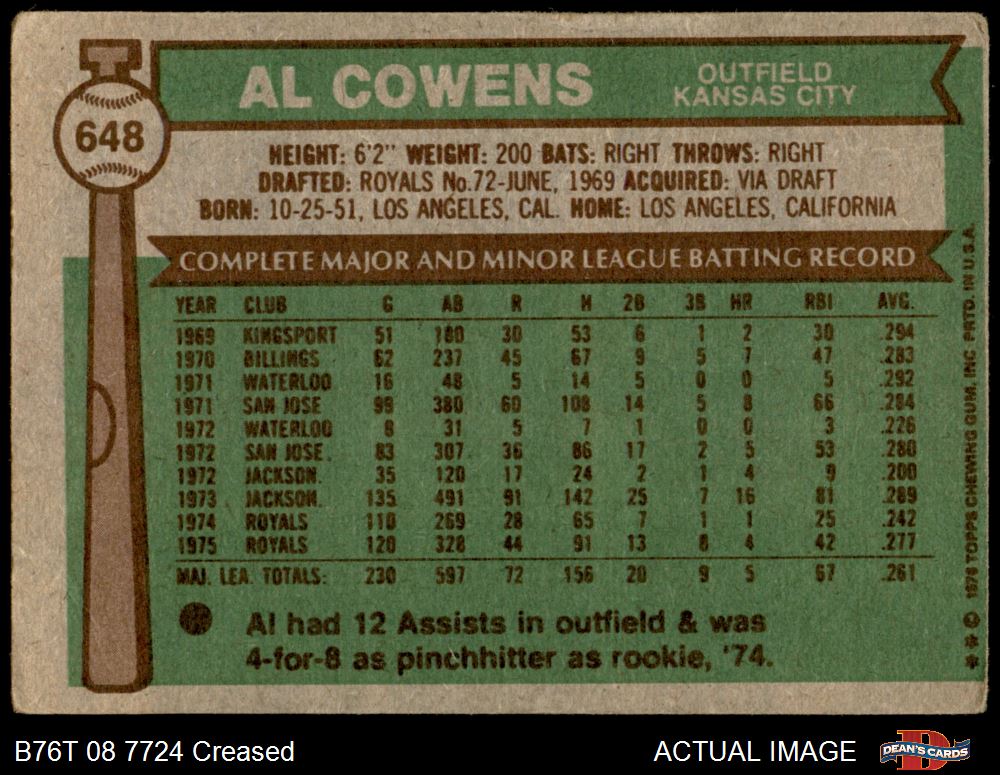 AL COWENS
OUTFIELD
KANSAS CITY
648
HEIGHT: 6'2" WEIGHT: 200 BATS: RIGHT THROWS: RIGHT
DRAFTED: ROYALS No.72-JUNE, 1969 ACQUIRED: VIA DRAFT
BORN: 10-25-51, LOS ANGELES, CAL. HOME: LOS ANGELES, CALIFORNIA
COMPLETE MAJOR AND MINOR LEAGUE BATTING RECORD
YEAR CLUB G AB R H 2B 3B HR RBI AVG.
1969 KINGSPORT 51 180 30 53 6 1 2 30 .294
1970 BILLINGS 62 237 45 67 9 5 7 47 .283
1971 WATERLOO 16 48 5 14 5 0 0 5 .292
1971 SAN JOSE 99 380 60 108 14 5 8 66 .284
1972 WATERLOO 8 31 5 7 1 0 0 3 .226
1972 SAN JOSE 83 307 36 86 17 2 5 53 .280
1972 JACKSON 35 120 17 24 2 1 4 9 .200
1973 JACKSON 135 491 91 142 25 7 16 81 .289
1974 ROYALS 110 269 28 65 7 1 1 25 .242
1975 ROYALS 120 328 44 91 13 8 4 42 .277
MAJ. LEA. TOTALS: 230 597 72 156 20 9 5 67 .261
Al had 12 Assists in outfield & was
4-for-8 as pinchhitter as rookie, '74.
* * © 1976 TOPPS CHEWING GUM, INC. PRTD. IN U.S.A.
B76T 08 7724 Creased
ACTUAL IMAGE
D
DEAN'S CARDS